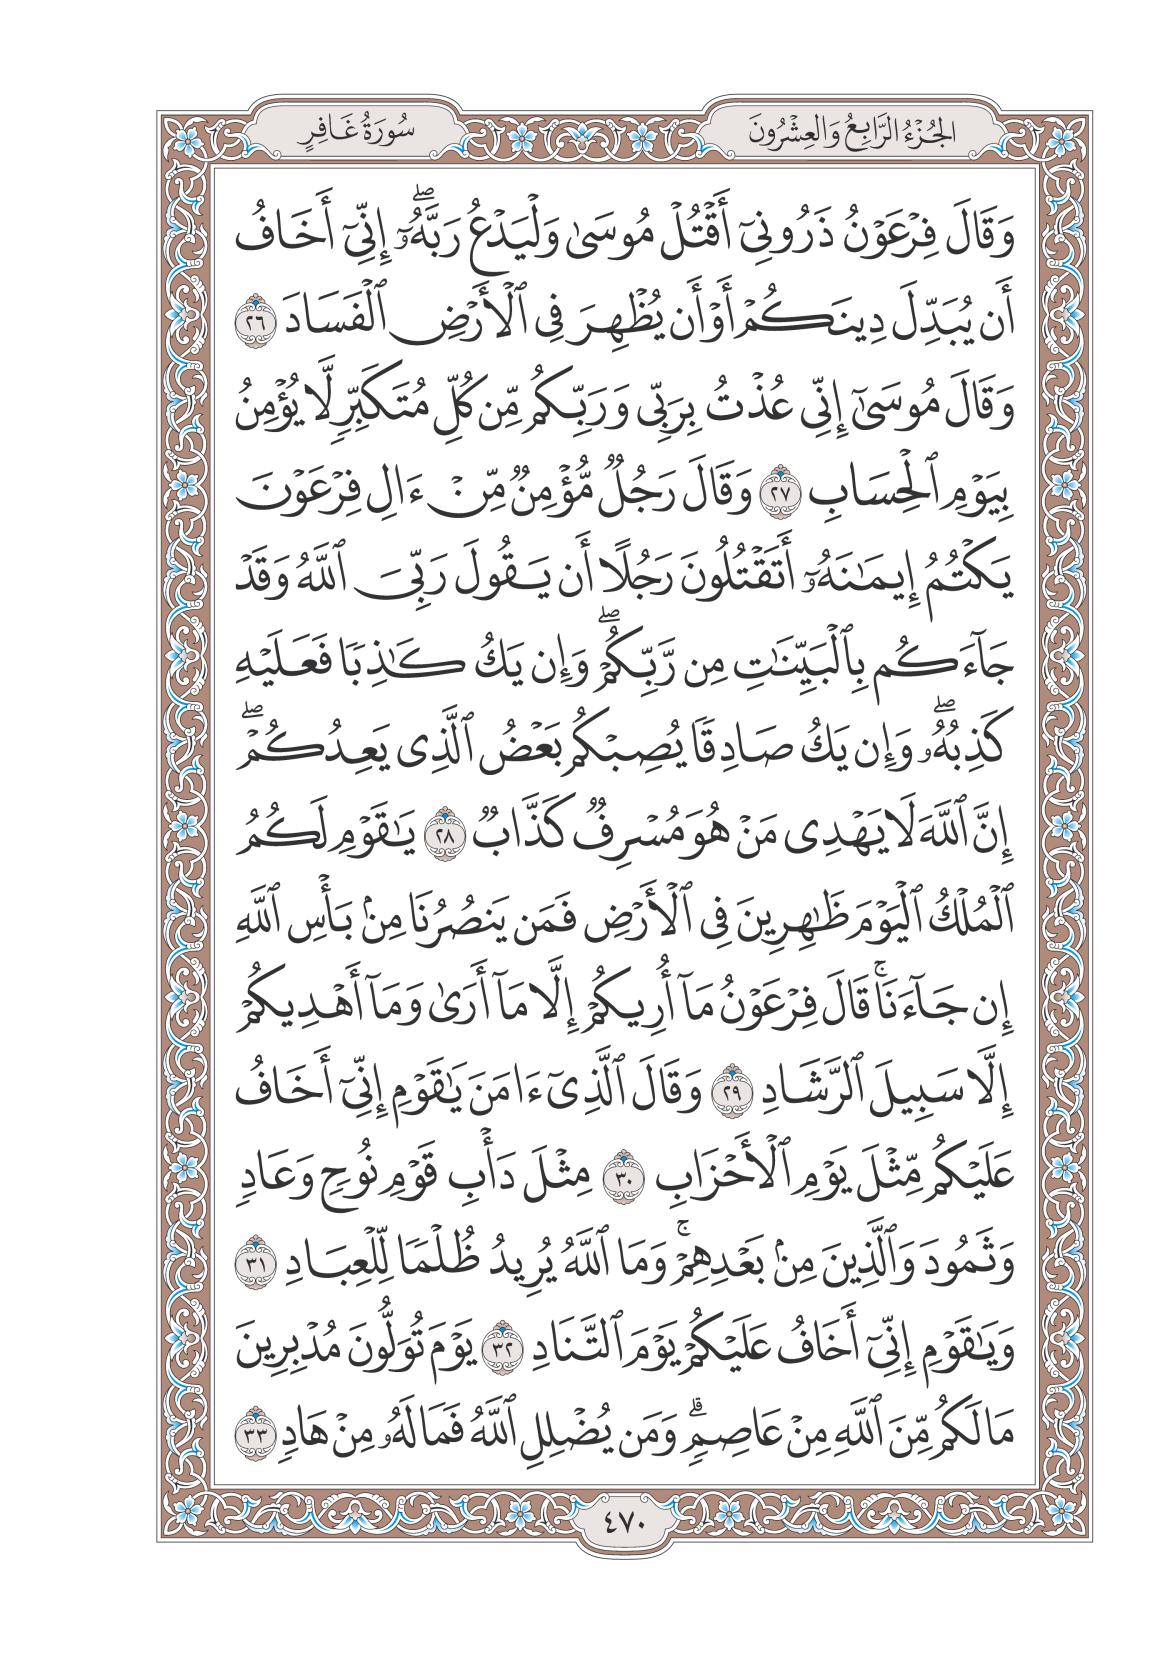 الجُزْءُ الرَّابِعُ وَالعِشْرُونَ
سُورَةُ غَافِرٍ
وَقَالَ فِرْعَوْنُ ذَرُونِيٓ أَقْتُلْ مُوسَىٰ وَلْيَدْعُ رَبَّهُۥٓۖ إِنِّيٓ أَخَافُ
أَن يُبَدِّلَ دِينَكُمْ أَوْ أَن يُظْهِرَ فِي ٱلْأَرْضِ ٱلْفَسَادَ ٢٦
وَقَالَ مُوسَىٰٓ إِنِّي عُذْتُ بِرَبِّي وَرَبِّكُم مِّن كُلِّ مُتَكَبِّرٖ لَّا يُؤْمِنُ
بِيَوْمِ ٱلْحِسَابِ ٢٧ وَقَالَ رَجُلٞ مُّؤْمِنٞ مِّنْ ءَالِ فِرْعَوْنَ
يَكْتُمُ إِيمَٰنَهُۥٓ أَتَقْتُلُونَ رَجُلًا أَن يَقُولَ رَبِّيَ ٱللَّهُ وَقَدْ
جَآءَكُم بِٱلْبَيِّنَٰتِ مِن رَّبِّكُمْۖ وَإِن يَكُ كَٰذِبٗا فَعَلَيْهِ
كَذِبُهُۥۖ وَإِن يَكُ صَادِقٗا يُصِبْكُم بَعْضُ ٱلَّذِي يَعِدُكُمْۖ
إِنَّ ٱللَّهَ لَا يَهْدِي مَنْ هُوَ مُسْرِفٞ كَذَّابٞ ٢٨ يَٰقَوْمِ لَكُمُ
ٱلْمُلْكُ ٱلْيَوْمَ ظَٰهِرِينَ فِي ٱلْأَرْضِ فَمَن يَنصُرُنَا مِنۢ بَأْسِ ٱللَّهِ
إِن جَآءَنَاۚ قَالَ فِرْعَوْنُ مَآ أُرِيكُمْ إِلَّا مَآ أَرَىٰ وَمَآ أَهْدِيكُمْ
إِلَّا سَبِيلَ ٱلرَّشَادِ ٢٩ وَقَالَ ٱلَّذِيٓ ءَامَنَ يَٰقَوْمِ إِنِّيٓ أَخَافُ
عَلَيْكُم مِّثْلَ يَوْمِ ٱلْأَحْزَابِ ٣٠ مِثْلَ دَأْبِ قَوْمِ نُوحٖ وَعَادٖ
وَثَمُودَ وَٱلَّذِينَ مِنۢ بَعْدِهِمْۚ وَمَا ٱللَّهُ يُرِيدُ ظُلْمٗا لِّلْعِبَادِ ٣١
وَيَٰقَوْمِ إِنِّيٓ أَخَافُ عَلَيْكُمْ يَوْمَ ٱلتَّنَادِ ٣٢ يَوْمَ تُوَلُّونَ مُدْبِرِينَ
مَا لَكُم مِّنَ ٱللَّهِ مِنْ عَاصِمٖۗ وَمَن يُضْلِلِ ٱللَّهُ فَمَا لَهُۥ مِنْ هَادٖ ٣٣
٤٧٠